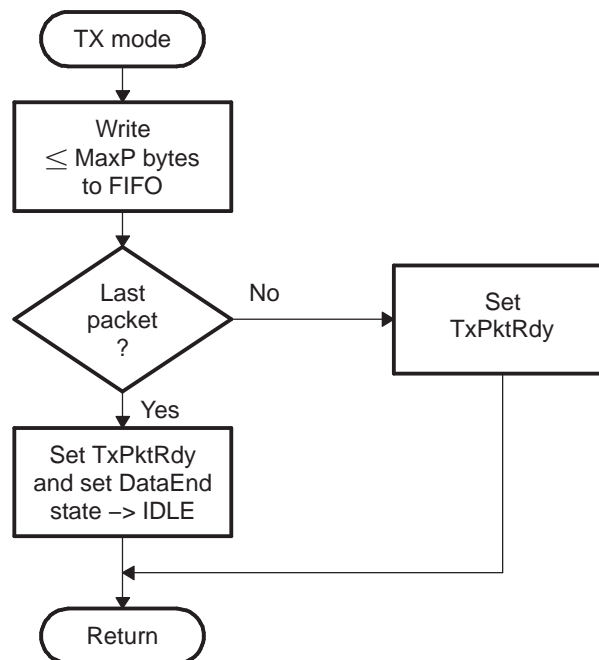 TX mode
Write
≤ MaxP bytes
to FIFO
Last
packet
?
No
Set
TxPktRdy
Yes
Set TxPktRdy
and set DataEnd
state −> IDLE
Return